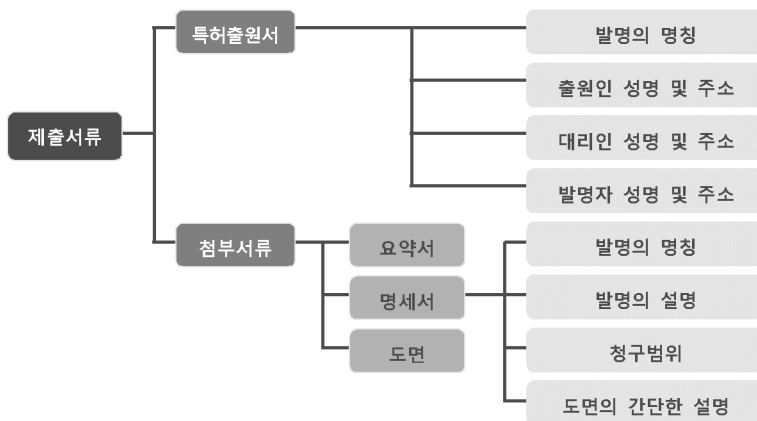 제출서류
특허출원서
발명의 명칭
출원인 성명 및 주소
대리인 성명 및 주소
발명자 성명 및 주소
첨부서류
요약서
명세서
도면
발명의 명칭
발명의 설명
청구범위
도면의 간단한 설명